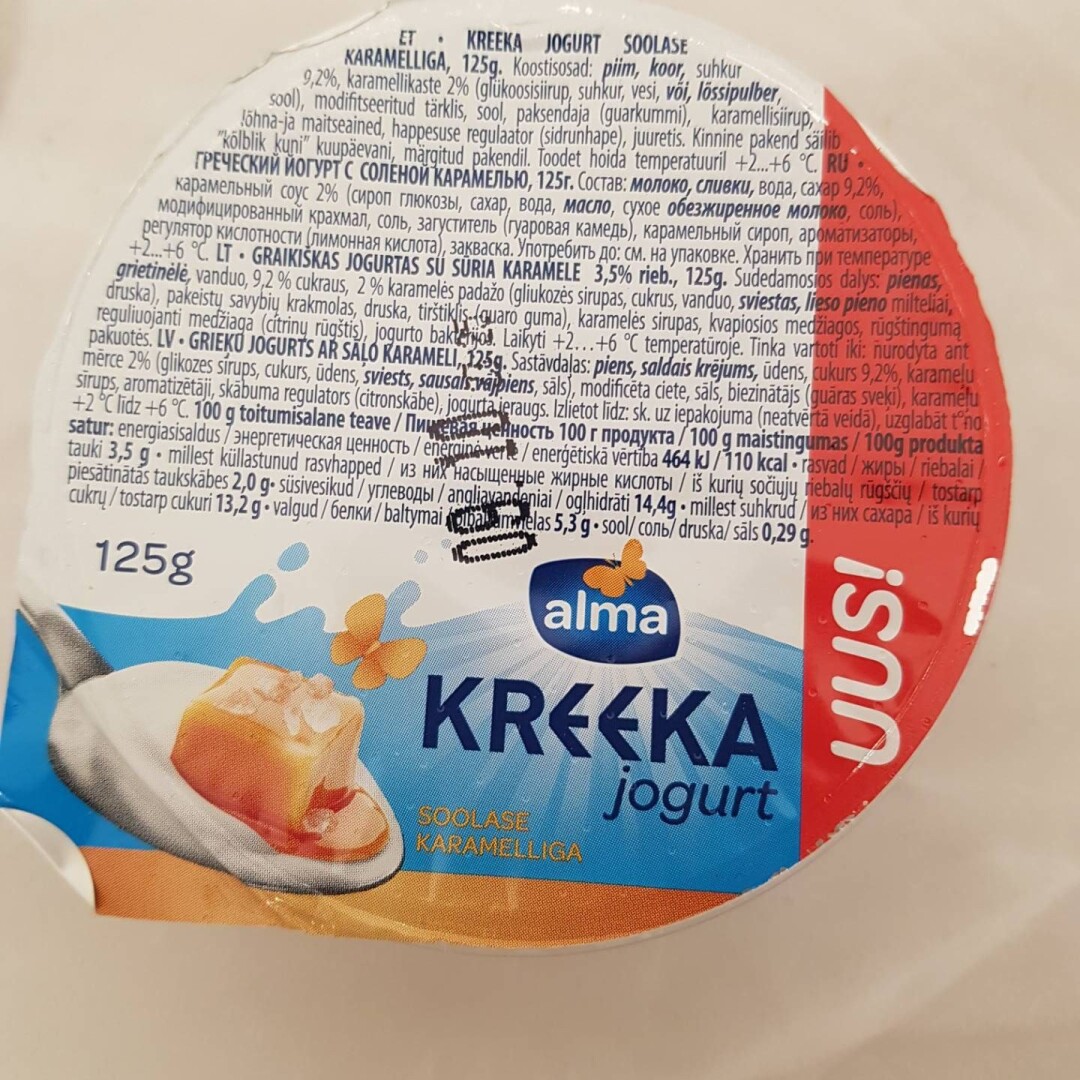 ET • KREEKA JOGURT SOOLASE
KARAMELLIGA, 125g. Koostisosad: piim, koor, suhkur
9,2%, karamellikaste 2% (glükoosisiirup, suhkur, vesi, või, lõssipulber,
sool), modifitseeritud tärklis, sool, paksendaja (guarkummi), karamellisiirup,
lõhna-ja maitseained, happesuse regulaator (sidrunhape), juuretis. Kinnine pakend säilib
"kõlblik kuni" kuupäevani, märgitud pakendil. Toodet hoida temperatuuril +2...+6 °C. RU •
ГРЕЧЕСКИЙ ЙОГУРТ С СОЛЕНОЙ КАРАМЕЛЬЮ, 125г. Состав: молоко, сливки, вода, сахар 9,2%,
карамельный соус 2% (сироп глюкозы, сахар, вода, масло, сухое обезжиренное молоко, соль),
модифицированный крахмал, соль, загуститель (гуаровая камедь), карамельный сироп, ароматизаторы,
регулятор кислотности (лимонная кислота), закваска. Употребить до: см. на упаковке. Хранить при температуре
+2...+6 °C. LT • GRAIKIŠKAS JOGURTAS SU SŪRIA KARAMELE 3,5% rieb., 125g. Sudedamosios dalys: pienas,
grietinėlė, vanduo, 9,2 % cukraus, 2 % karamelės padažo (gliukozės sirupas, cukrus, vanduo, sviestas, lieso pieno milteliai,
druska), pakeistų savybių krakmolas, druska, tirštiklis (guaro guma), karamelės sirupas, kvapiosios medžiagos, rūgštingumą
reguliuojanti medžiaga (citrinų rūgštis), jogurto Laikyti +2...+6 °C temperatūroje. Tinka vartoti iki: nurodyta ant
pakuotės. LV • GRIEĶU JOGURTS AR SĀLO KARAMELI, 125g. Sastāvdaļas: piens, saldais krējums, ūdens, cukurs 9,2%, karameļu
mērce 2% (glikozes sīrups, cukurs, ūdens, sviests, sausais vājpiens, sāls), modificēta ciete, sāls, biezinātājs (guāras sveķi), karameļu
sīrups, aromatizētāji, skābuma regulators (citronskābe), jogurta ieraugs. Izlietot līdz: sk. uz iepakojuma (neatvērtā veidā), uzglabāt t° no
+2 °C līdz +6 °C. 100 g toitumisalane teave / Пищевая ценность 100 г продукта / 100 g maistingumas / 100g produkta
satur: energiasisaldus / энергетическая ценность / energinė vertė / enerģētiskā vērtība 464 kJ / 110 kcal • rasvad / жиры / riebalai /
tauki 3,5 g • millest küllastunud rasvhapped / из них насыщенные жирные кислоты / iš kurių sočiųjų riebalų rūgščių / tostarp
piesātinātās taukskābes 2,0 g • süsivesikud / углеводы / angliavandeniai / ogļhidrāti 14,4g • millest suhkrud / из них сахара / iš kurių
cukrų / tostarp cukuri 13,2 g • valgud / белки / baltymai 5,3 g • sool/ соль/ druska/ sāls 0,29 g.
125g
alma
KREEKA
jogurt
SOOLASE
KARAMELLIGA
UUS!